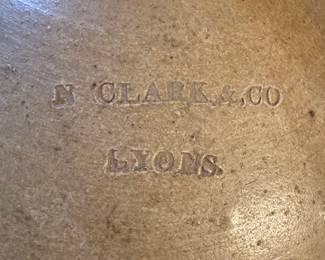 N CLARK &, CO
LYONS.